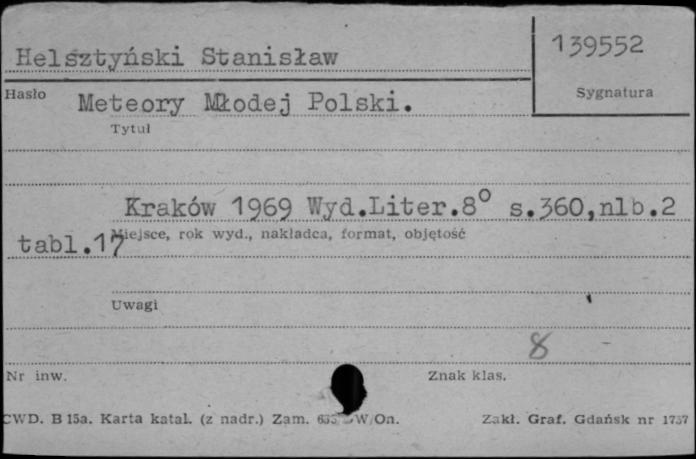 Helsztyński Stanisław
139552
Hasło
Sygnatura
Meteory Młodej Polski.
Tytuł
Kraków 1969 Wyd.Liter.8° s.360,nlb.2
Miejsce, rok wyd., nakładca, format, objętość
tabl.17
Uwagi
8
Nr inw.
Znak klas.
CWD. B 15a. Karta katal. (z nadr.) Zam. W/On.
Zakł. Graf. Gdańsk nr 1757